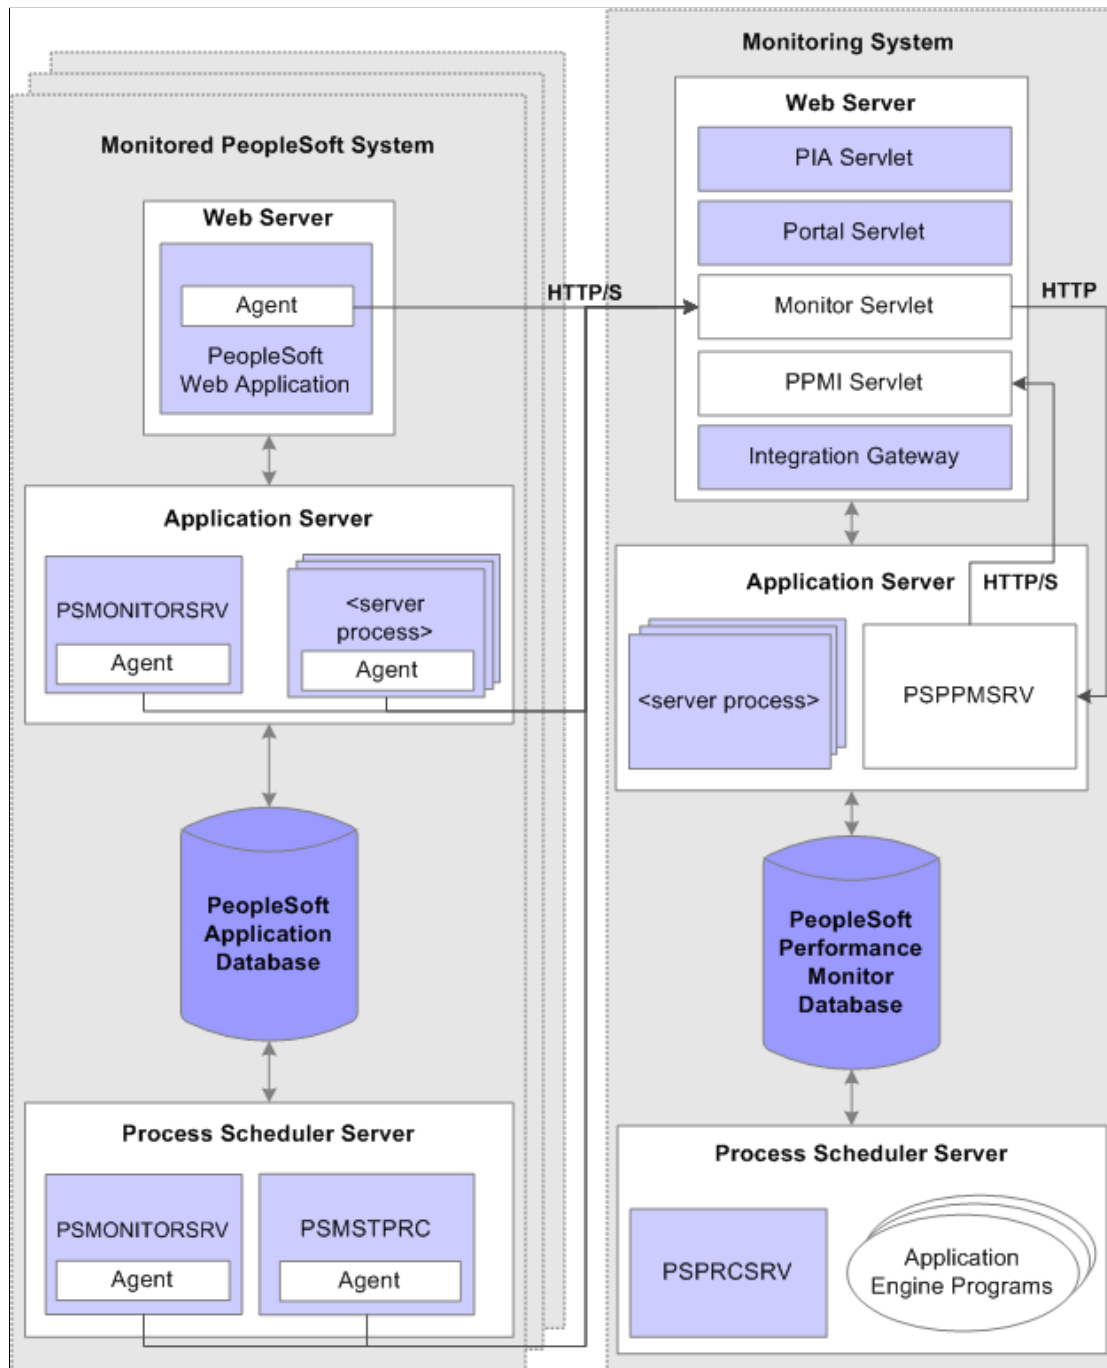 Monitored PeopleSoft System
Web Server
Agent
PeopleSoft
Web Application
Application Server
PSMONITORSRV
Agent
<server
process>
Agent
PeopleSoft
Application
Database
Process Scheduler Server
PSMONITORSRV
Agent
PSMSTPRC
Agent
HTTP/S
Monitoring System
Web Server
PIA Servlet
Portal Servlet
Monitor Servlet
HTTP
PPMI Servlet
Integration Gateway
Application Server
HTTP/S
<server process>
PSPPMSRV
PeopleSoft
Performance
Monitor
Database
Process Scheduler Server
PSPRCSRV
Application
Engine Programs